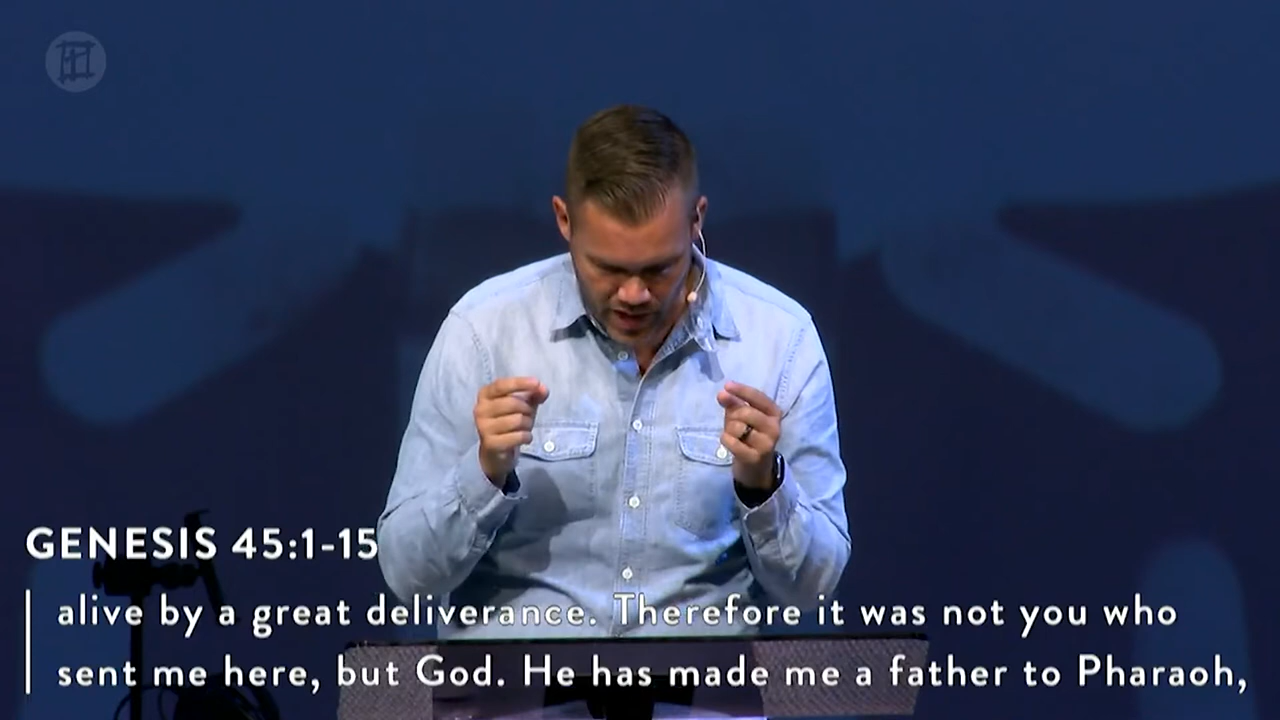 GENESIS 45:1-15
alive by a great deliverance. Therefore it was not you who
sent me here, but God. He has made me a father to Pharaoh,